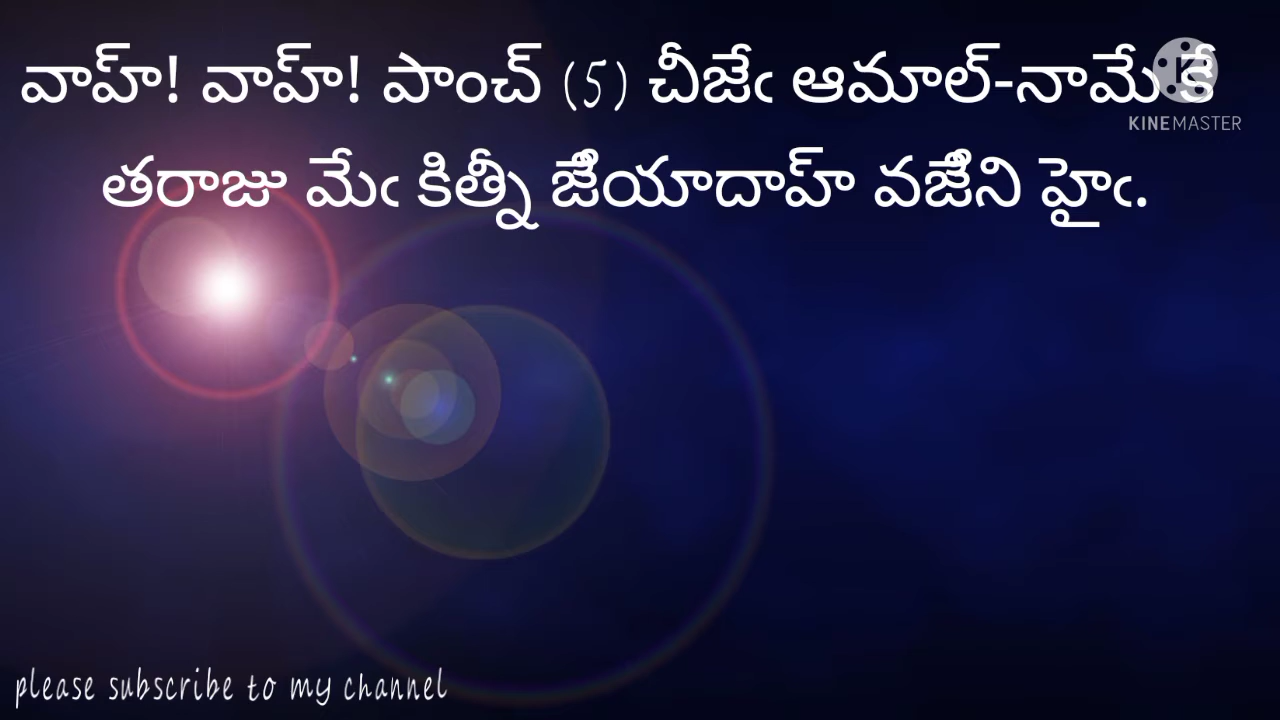 వాహ్! వాహ్! పాంచ్ (5) చీజేఁ ఆమాల్-నామే కే
తరాజు మేఁ కిత్నీ జియాదాహ్ వజేని హైఁ.
KINEMASTER
please subscribe to my channel